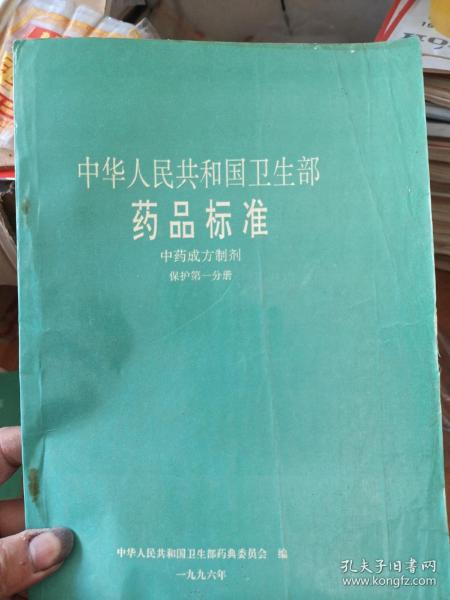 中华人民共和国卫生部
药品标准
中药成方制剂
保护第一分册
中华人民共和国卫生部药典委员会 编
一九九六年
孔夫子旧书网
www.kongfz.com